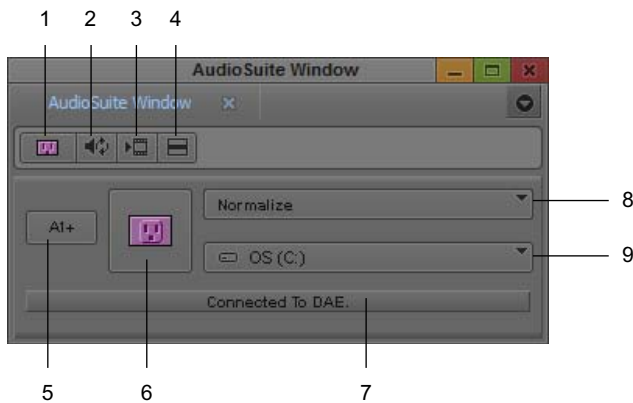 1 2 3 4
AudioSuite Window
AudioSuite Window
Normalize
8
A1+
OS (C:)
9
Connected To DAE.
5 6 7